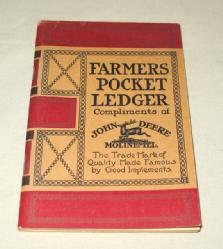 FARMERS
POCKET
LEDGER
Compliments of
JOHN DEERE
MOLINE, ILL.
The Trade Mark of
Quality Made Famous
by Good Implements